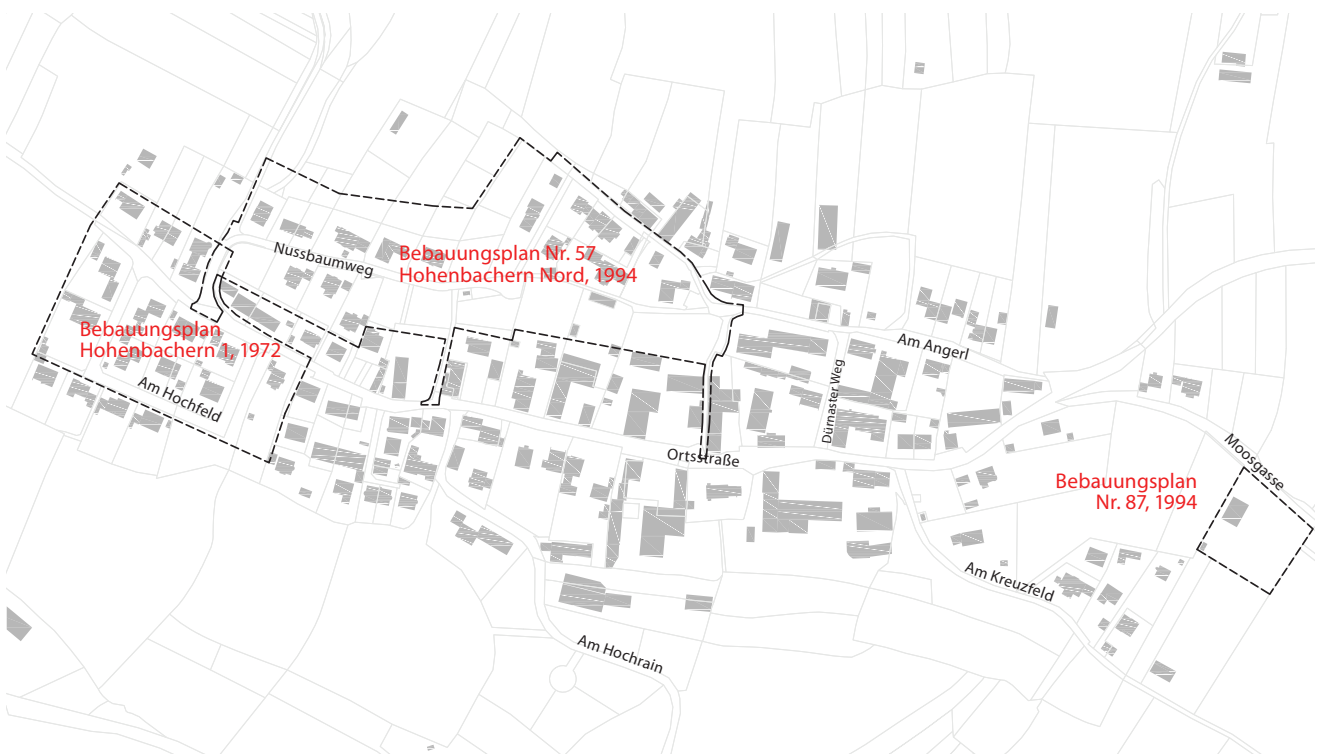 Nussbaumweg
Bebauungsplan Nr. 57
Hohenbachern Nord, 1994
Bebauungsplan
Hohenbachern 1, 1972
Am Hochfeld
Am Angerl
Dürnaster Weg
Ortsstraße
Moosgasse
Bebauungsplan
Nr. 87, 1994
Am Kreuzfeld
Am Hochrain